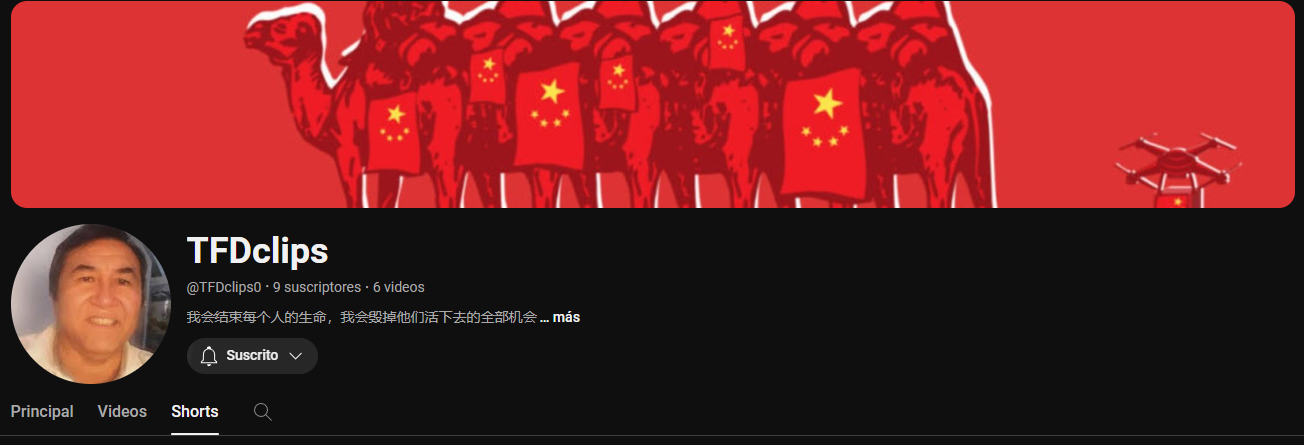 TFDclips
@TFDclips0 · 9 suscriptores · 6 videos
我会结束每个人的生命，我会毁掉他们活下去的全部机会 ... más
Suscrito
Principal Videos Shorts